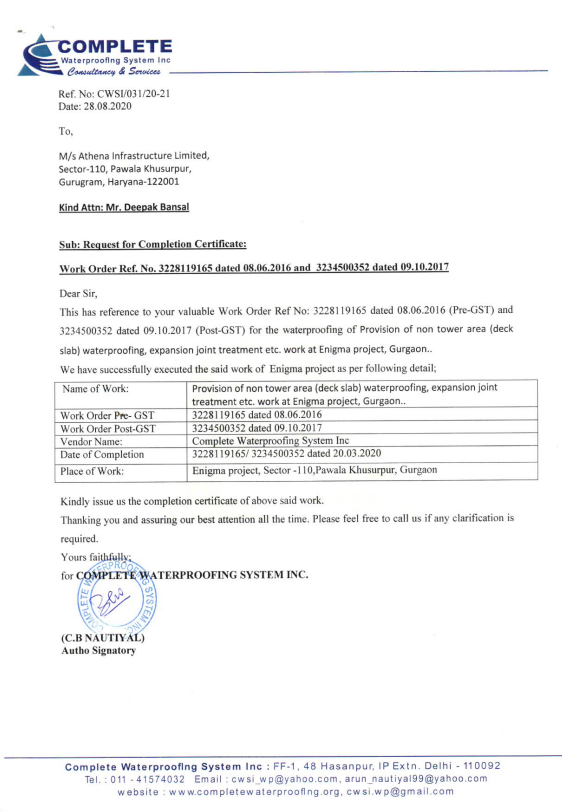 COMPLETE
Waterproofing System Inc
Consultancy & Services
Ref. No: CWSI/031/20-21
Date: 28.08.2020
To,
M/s Athena Infrastructure Limited,
Sector-110, Pawala Khusurpur,
Gurugram, Haryana-122001
Kind Attn: Mr. Deepak Bansal
Sub: Request for Completion Certificate:
Work Order Ref. No. 3228119165 dated 08.06.2016 and 3234500352 dated 09.10.2017
Dear Sir,
This has reference to your valuable Work Order Ref No: 3228119165 dated 08.06.2016 (Pre-GST) and
3234500352 dated 09.10.2017 (Post-GST) for the waterproofing of Provision of non tower area (deck
slab) waterproofing, expansion joint treatment etc. work at Enigma project, Gurgaon..
We have successfully executed the said work of Enigma project as per following detail;
Name of Work: Provision of non tower area (deck slab) waterproofing, expansion joint
treatment etc. work at Enigma project, Gurgaon..
Work Order Pre- GST 3228119165 dated 08.06.2016
Work Order Post-GST 3234500352 dated 09.10.2017
Vendor Name: Complete Waterproofing System Inc
Date of Completion 3228119165/ 3234500352 dated 20.03.2020
Place of Work: Enigma project, Sector -110,Pawala Khusurpur, Gurgaon
Kindly issue us the completion certificate of above said work.
Thanking you and assuring our best attention all the time. Please feel free to call us if any clarification is
required.
Yours faithfully;
for COMPLETE WATERPROOFING SYSTEM INC.
COMPLETE WATERPROOFING SYSTEM INC
(C.B NAUTIYAL)
Autho Signatory
Complete Waterproofing System Inc : FF-1, 48 Hasanpur, IP Extn. Delhi - 110092
Tel. : 011 - 41574032 Email : cwsi_wp@yahoo.com, arun_nautiyal99@yahoo.com
website : www.completewaterproofing.org, cwsi.wp@gmail.com